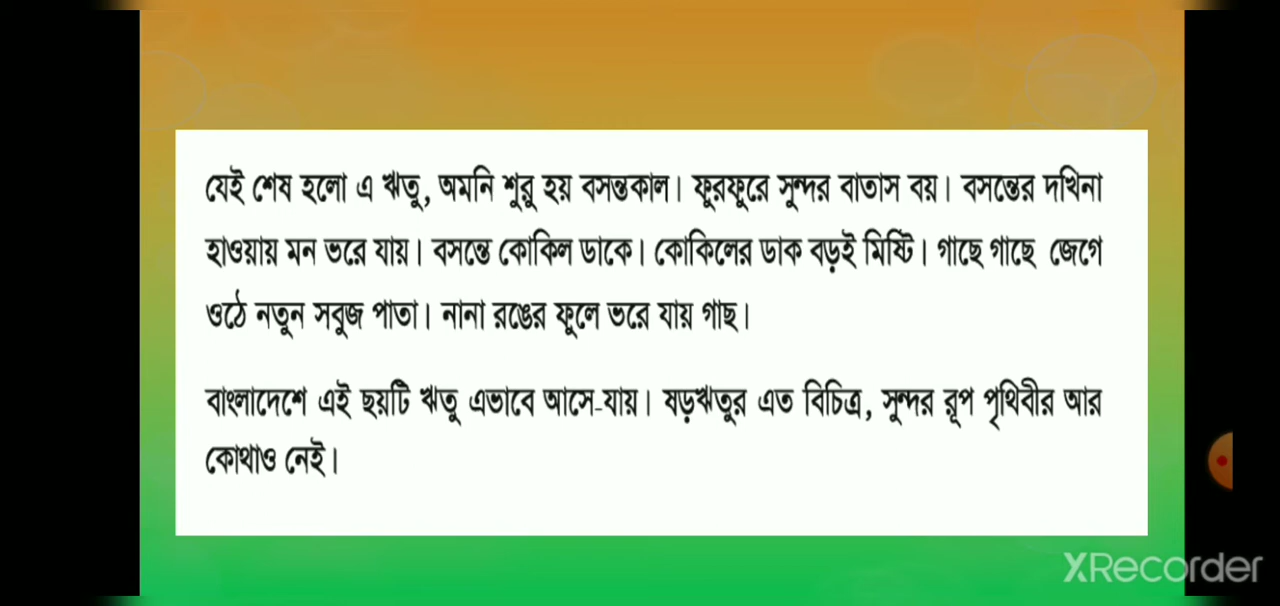 যেই শেষ হলো এ ঋতু, অমনি শুরু হয় বসন্তকাল। ফুরফুরে সুন্দর বাতাস বয়। বসন্তের দখিনা
হাওয়ায় মন ভরে যায়। বসন্তে কোকিল ডাকে। কোকিলের ডাক বড়ই মিষ্টি। গাছে গাছে জেগে
ওঠে নতুন সবুজ পাতা। নানা রঙের ফুলে ভরে যায় গাছ।
বাংলাদেশে এই ছয়টি ঋতু এভাবে আসে-যায়। ষড়ঋতুর এত বিচিত্র, সুন্দর রূপ পৃথিবীর আর
কোথাও নেই।
XRecorder